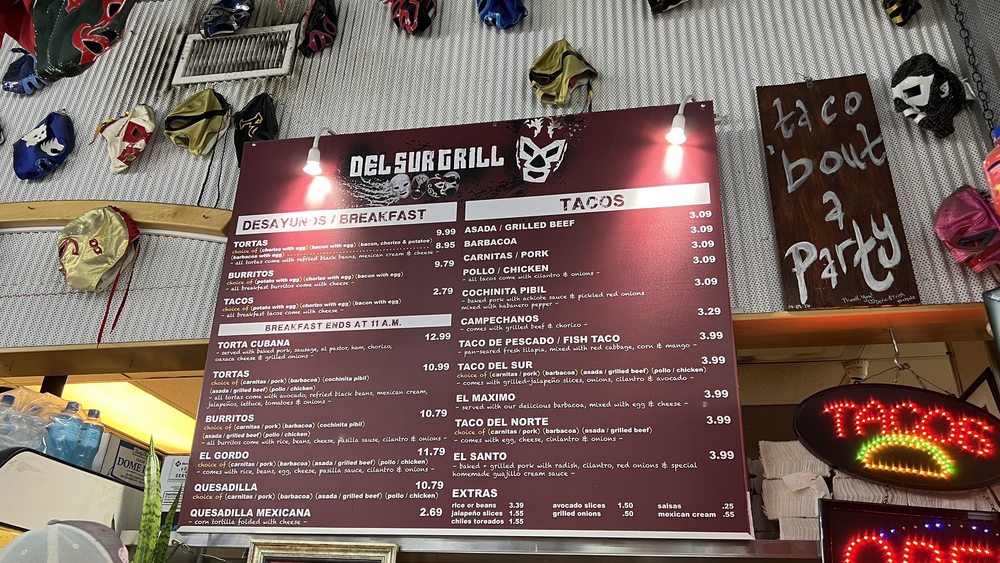 DEL SUR GRILL
DESAYUNOS / BREAKFAST
TORTAS 9.99
choice of (chorizo with egg) (bacon with egg) (bacon, chorizo & potatoe)
(barbacoa with egg) 8.95
- all tortas come with refried black beans, mexican cream & cheese -
BURRITOS 9.79
choice of (potato with egg) (chorizo with egg) (bacon with egg)
- all breakfast burritos come with cheese -
TACOS 2.79
choice of (potato with egg) (chorizo with egg) (bacon with egg)
- all breakfast tacos come with cheese -
BREAKFAST ENDS AT 11 A.M.
TORTA CUBANA 12.99
- served with baked pork, sausage, al pastor, ham, chorizo,
oaxaca cheese & grilled onions -
TORTAS 10.99
choice of (carnitas / pork) (barbacoa) (cochinita pibil)
(asada / grilled beef) (pollo / chicken)
- all tortas come with avocado, refried black beans, mexican cream,
jalapeños, lettuce, tomatoes & onions -
BURRITOS 10.79
choice of (carnitas / pork) (barbacoa) (cochinita pibil)
(asada / grilled beef) (pollo / chicken)
- all burritos come with rice, beans, cheese, pasilla sauce, cilantro & onions -
EL GORDO 11.79
choice of (carnitas / pork) (barbacoa) (asada / grilled beef) (pollo / chicken)
- comes with rice, beans, egg, cheese, pasilla sauce, cilantro & onions -
QUESADILLA 10.79
choice of (carnitas / pork) (barbacoa) (asada / grilled beef) (pollo / chicken)
QUESADILLA MEXICANA 2.69
- corn tortilla folded with cheese -
TACOS
ASADA / GRILLED BEEF 3.09
BARBACOA 3.09
CARNITAS / PORK 3.09
POLLO / CHICKEN 3.09
- all tacos come with cilantro & onions -
COCHINITA PIBIL 3.09
- baked pork with achiote sauce & pickled red onions
mixed with habanero pepper -
CAMPECHANOS 3.29
- comes with grilled beef & chorizo -
TACO DE PESCADO / FISH TACO 3.99
- pan-seared fresh tilapia, mixed with red cabbage, corn & mango -
TACO DEL SUR 3.99
choice of (carnitas / pork) (barbacoa) (asada / grilled beef) (pollo / chicken)
- comes with grilled-jalapeño slices, onions, cilantro & avocado -
EL MAXIMO 3.99
- served with our delicious barbacoa, mixed with egg & cheese -
TACO DEL NORTE 3.99
choice of (carnitas / pork) (barbacoa) (asada / grilled beef)
- comes with egg, cheese, cinlantro & onions -
EL SANTO 3.99
- baked + grilled pork with radish, cilantro, red onions & special
homemade guajillo cream sauce -
EXTRAS
rice or beans 3.39 avocado slices 1.50 salsas .25
jalapeño slices 1.55 grilled onions .50 mexican cream .55
chiles toreados 1.55
taco
'bout
a
Party
Thank You
TACOS
DOME
98